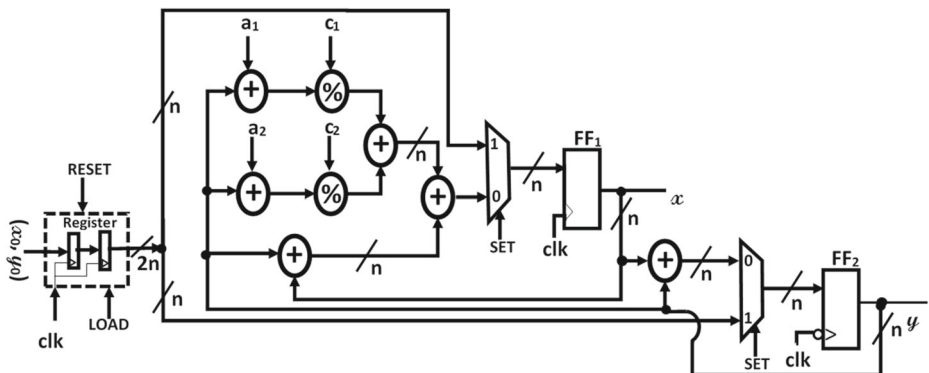 a₁
c₁
+
%
n
a₂
c₂
+
+
%
n
1
0
n
FF₁
x
n
RESET
Register
(x₀, y₀)
2n
+
SET
clk
+
n
n
+
n
0
1
n
FF₂
y
n
clk
LOAD
clk
SET